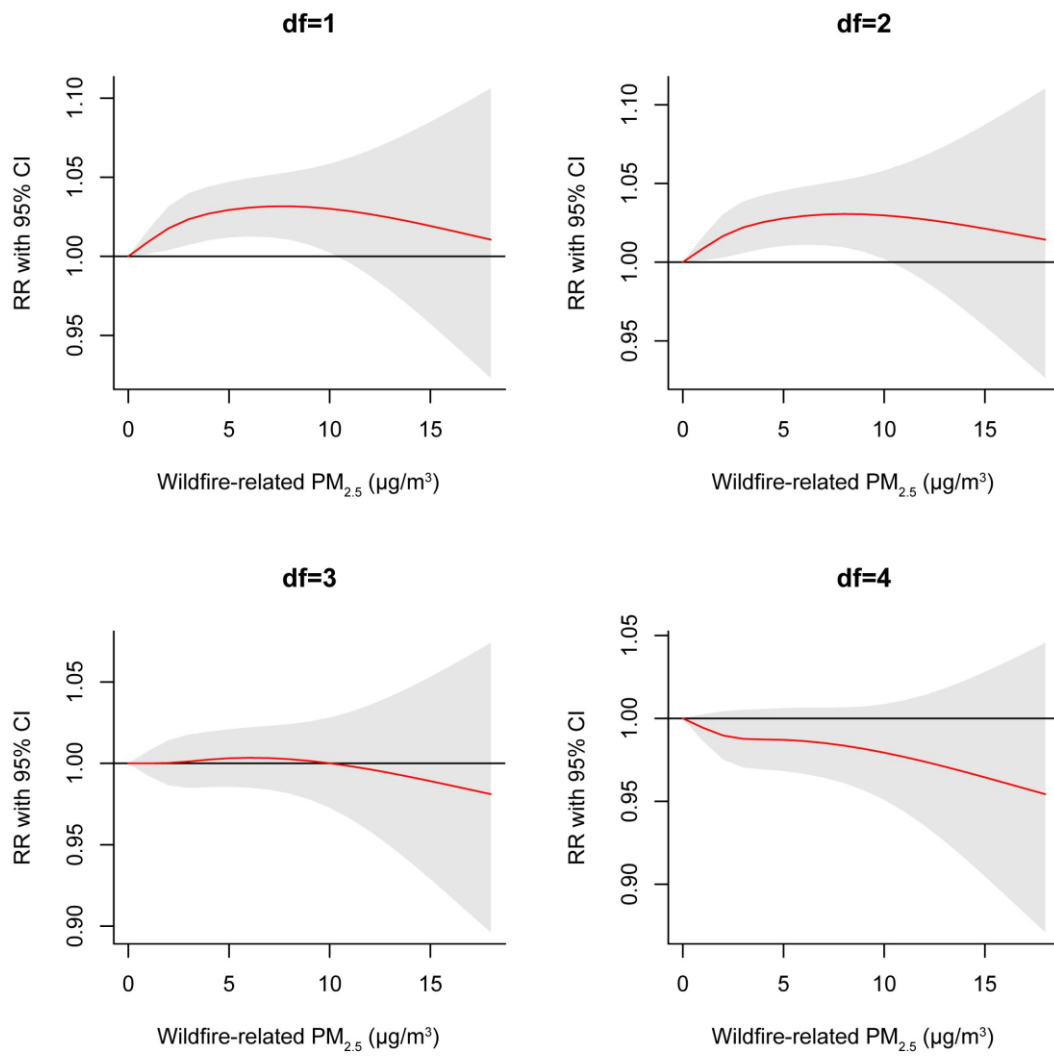 df=1
RR with 95% CI
1.10
1.05
1.00
0.95
0 5 10 15
Wildfire-related PM₂.₅ (µg/m³)
df=2
RR with 95% CI
1.10
1.05
1.00
0.95
0 5 10 15
Wildfire-related PM₂.₅ (µg/m³)
df=3
RR with 95% CI
1.05
1.00
0.95
0.90
0 5 10 15
Wildfire-related PM₂.₅ (µg/m³)
df=4
RR with 95% CI
1.05
1.00
0.95
0.90
0 5 10 15
Wildfire-related PM₂.₅ (µg/m³)